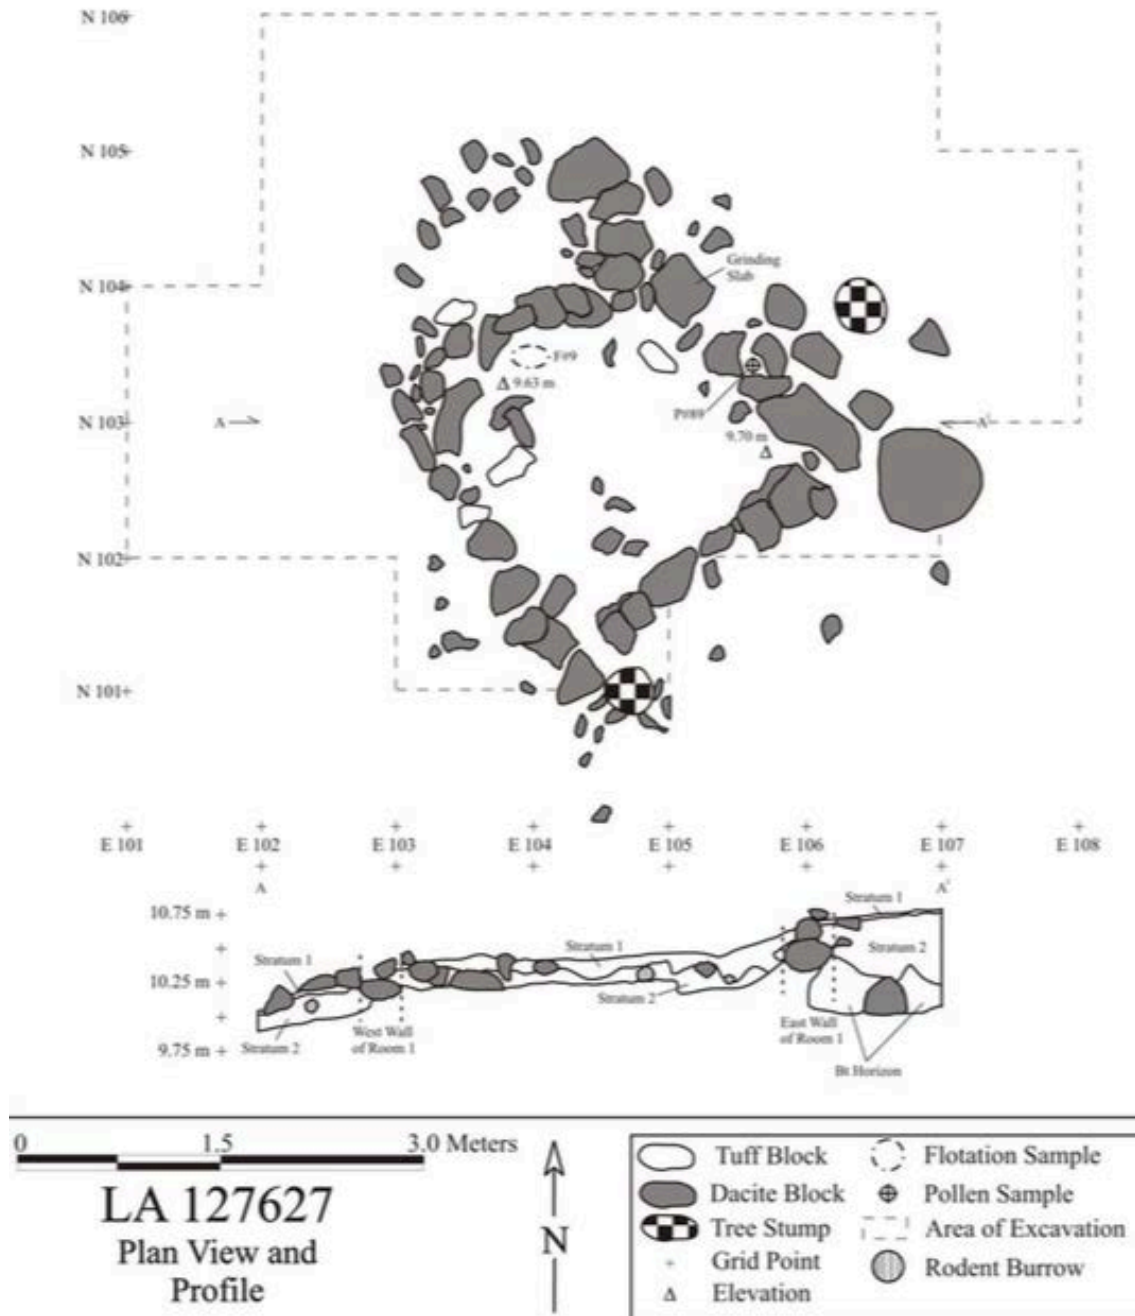 N 106
N 105
Grinding
Slab
N 104
F#9
9.63 m
P#89
A
N 103
A'
9.70 m
N 102
N 101
E 101 E 102 E 103 E 104 E 105 E 106 E 107 E 108
A A'
10.75 m
Stratum 1
Stratum 1
Stratum 2
Stratum 1
10.25 m
Stratum 2
West Wall
of Room 1
East Wall
of Room 1
9.75 m
Stratum 2
Bt Horizon
0 1.5 3.0 Meters
LA 127627
Plan View and
Profile
N
Tuff Block
Dacite Block
Tree Stump
Grid Point
Elevation
Flotation Sample
Pollen Sample
Area of Excavation
Rodent Burrow